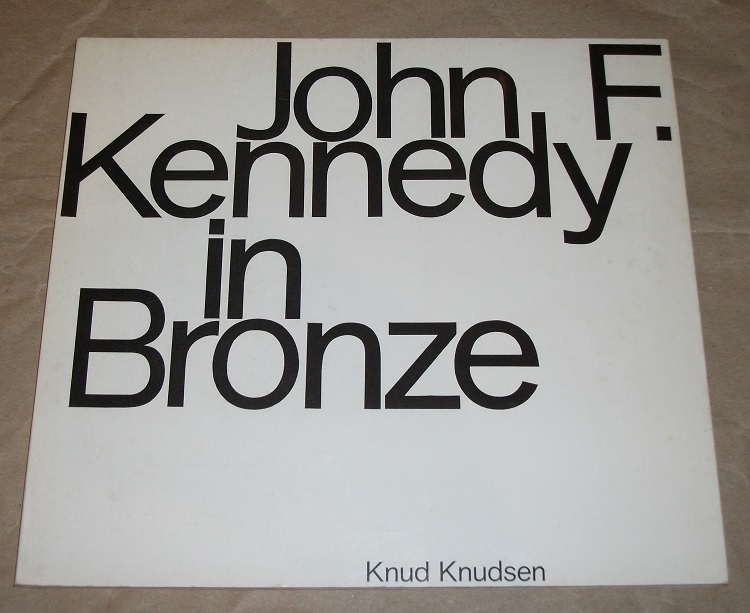 John F.
Kennedy
in
Bronze
Knud Knudsen